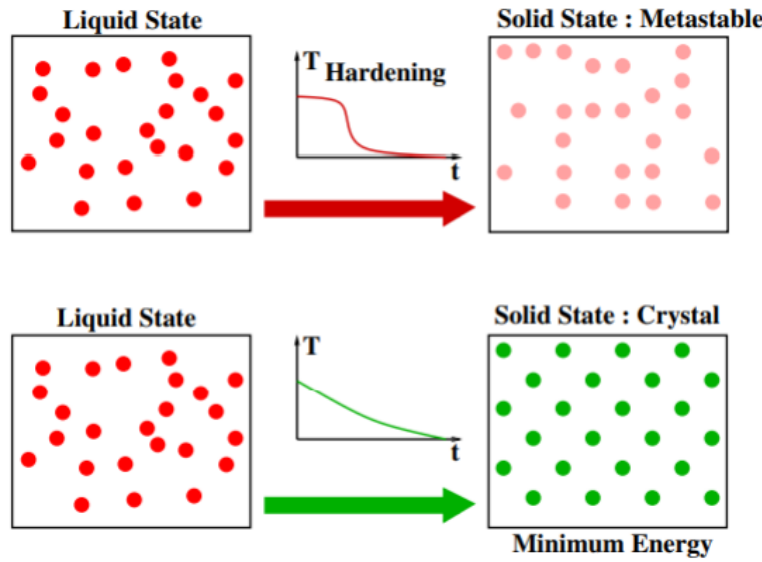 Liquid State
Solid State : Metastable
T
Hardening
t
Liquid State
Solid State : Crystal
T
t
Minimum Energy